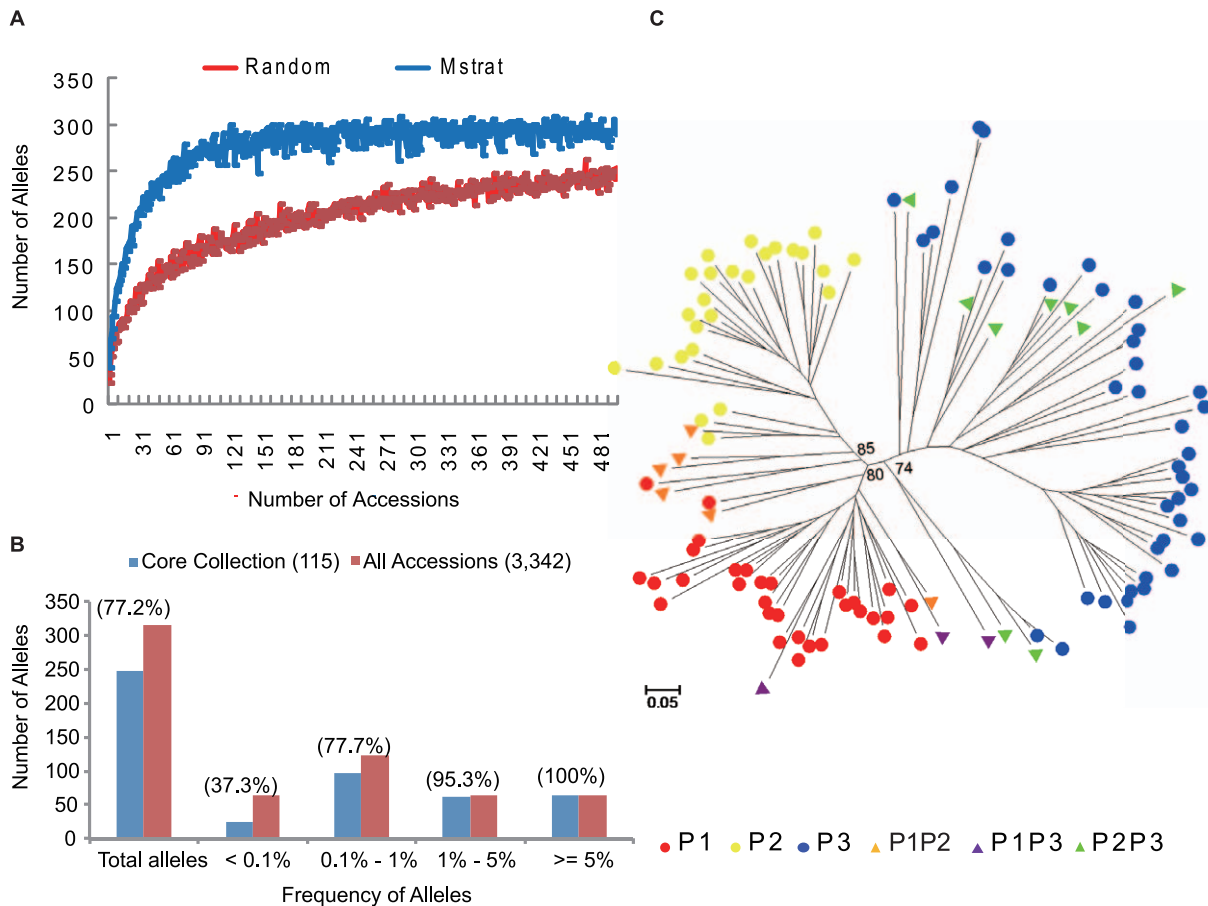 A
Random Mstrat
350
300
250
200
150
100
50
0
Number of Alleles
1 31 61 91 121 151 181 211 241 271 301 331 361 391 421 451 481
Number of Accessions
B
Core Collection (115) All Accessions (3,342)
350
300
250
200
150
100
50
0
Number of Alleles
(77.2%)
(37.3%)
(77.7%)
(95.3%)
(100%)
Total alleles < 0.1% 0.1% - 1% 1% - 5% >= 5%
Frequency of Alleles
C
85
80
74
0.05
P1 P2 P3 P1P2 P1P3 P2P3